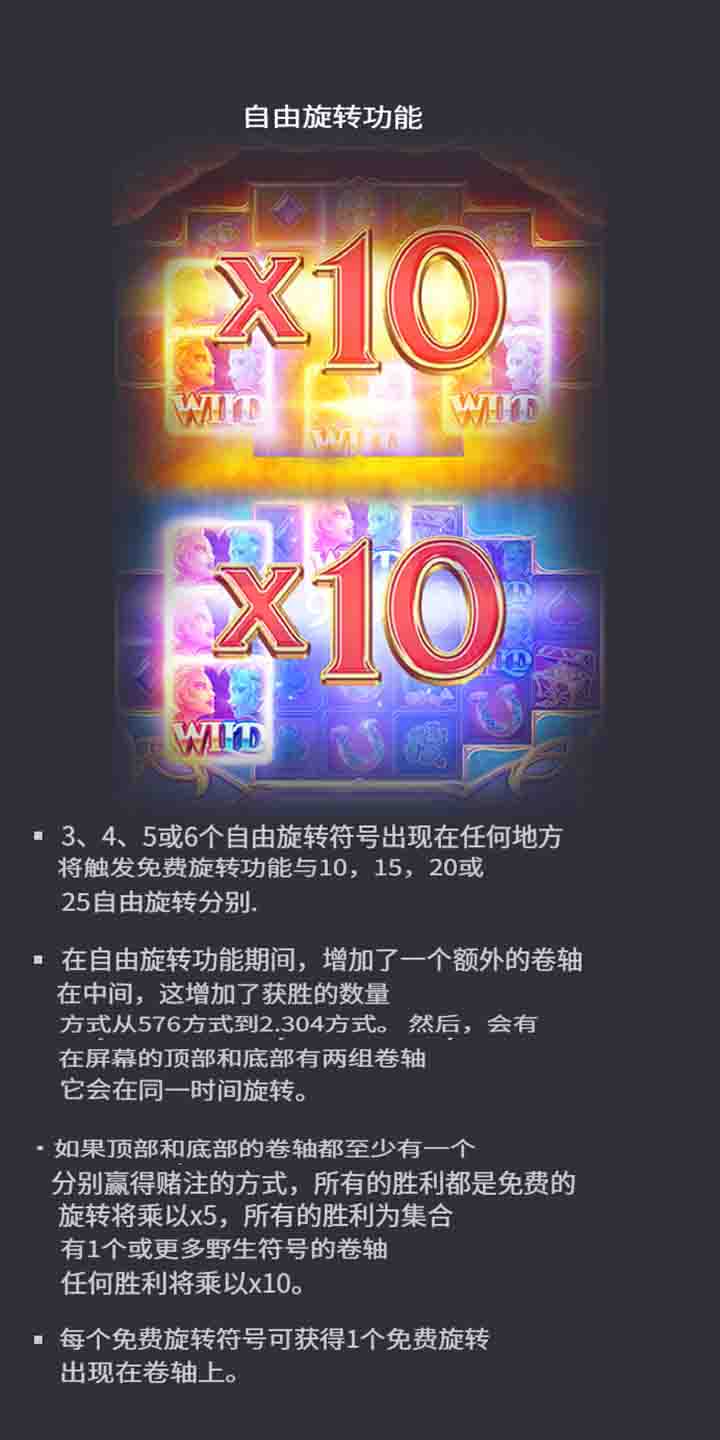 自由旋转功能
x10
WILD
WILD
WILD
x10
WILD
▪ 3、4、5或6个自由旋转符号出现在任何地方
将触发免费旋转功能与10，15，20或
25自由旋转分别.
▪ 在自由旋转功能期间，增加了一个额外的卷轴
在中间，这增加了获胜的数量
方式从576方式到2.304方式。 然后，会有
在屏幕的顶部和底部有两组卷轴
它会在同一时间旋转。
· 如果顶部和底部的卷轴都至少有一个
分别赢得赌注的方式，所有的胜利都是免费的
旋转将乘以x5，所有的胜利为集合
有1个或更多野生符号的卷轴
任何胜利将乘以x10。
▪ 每个免费旋转符号可获得1个免费旋转
出现在卷轴上。